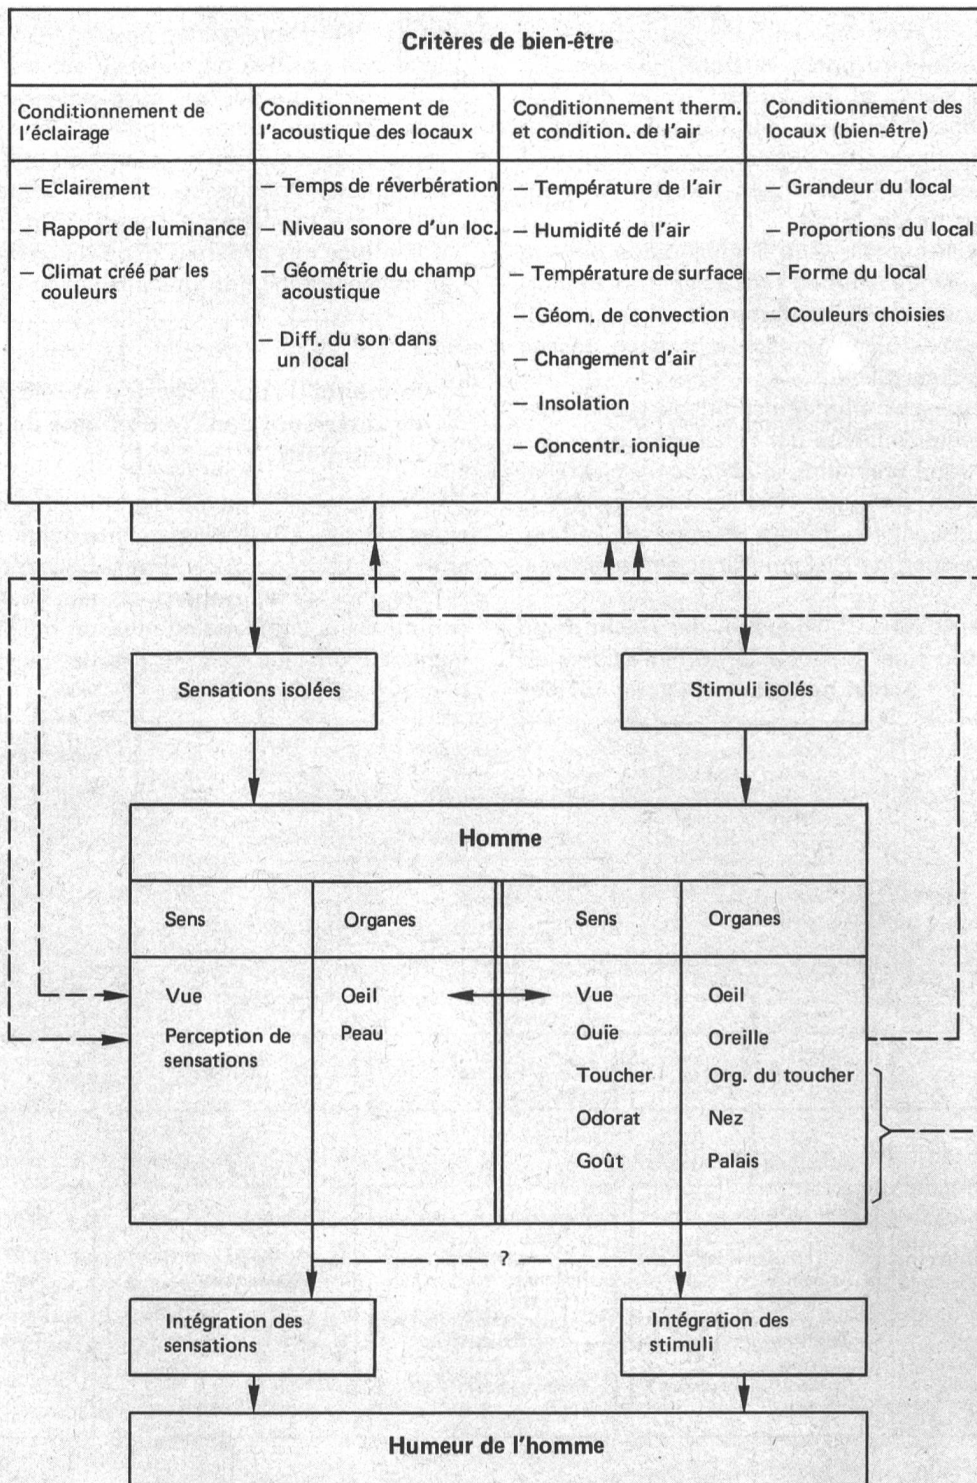 Critères de bien-être
Conditionnement de
l'éclairage
Conditionnement de
l'acoustique des locaux
Conditionnement therm.
et condition. de l'air
Conditionnement des
locaux (bien-être)
— Eclairement
— Rapport de luminance
— Climat créé par les
couleurs
— Temps de réverbération
— Niveau sonore d'un loc.
— Géométrie du champ
acoustique
— Diff. du son dans
un local
— Température de l'air
— Humidité de l'air
— Température de surface
— Géom. de convection
— Changement d'air
— Insolation
— Concentr. ionique
— Grandeur du local
— Proportions du local
— Forme du local
— Couleurs choisies
Sensations isolées
Stimuli isolés
Homme
Sens
Organes
Sens
Organes
Vue
Oeil
Perception de
sensations
Peau
Vue
Oeil
Ouïe
Oreille
Toucher
Org. du toucher
Odorat
Nez
Goût
Palais
?
Intégration des
sensations
Intégration des
stimuli
Humeur de l'homme